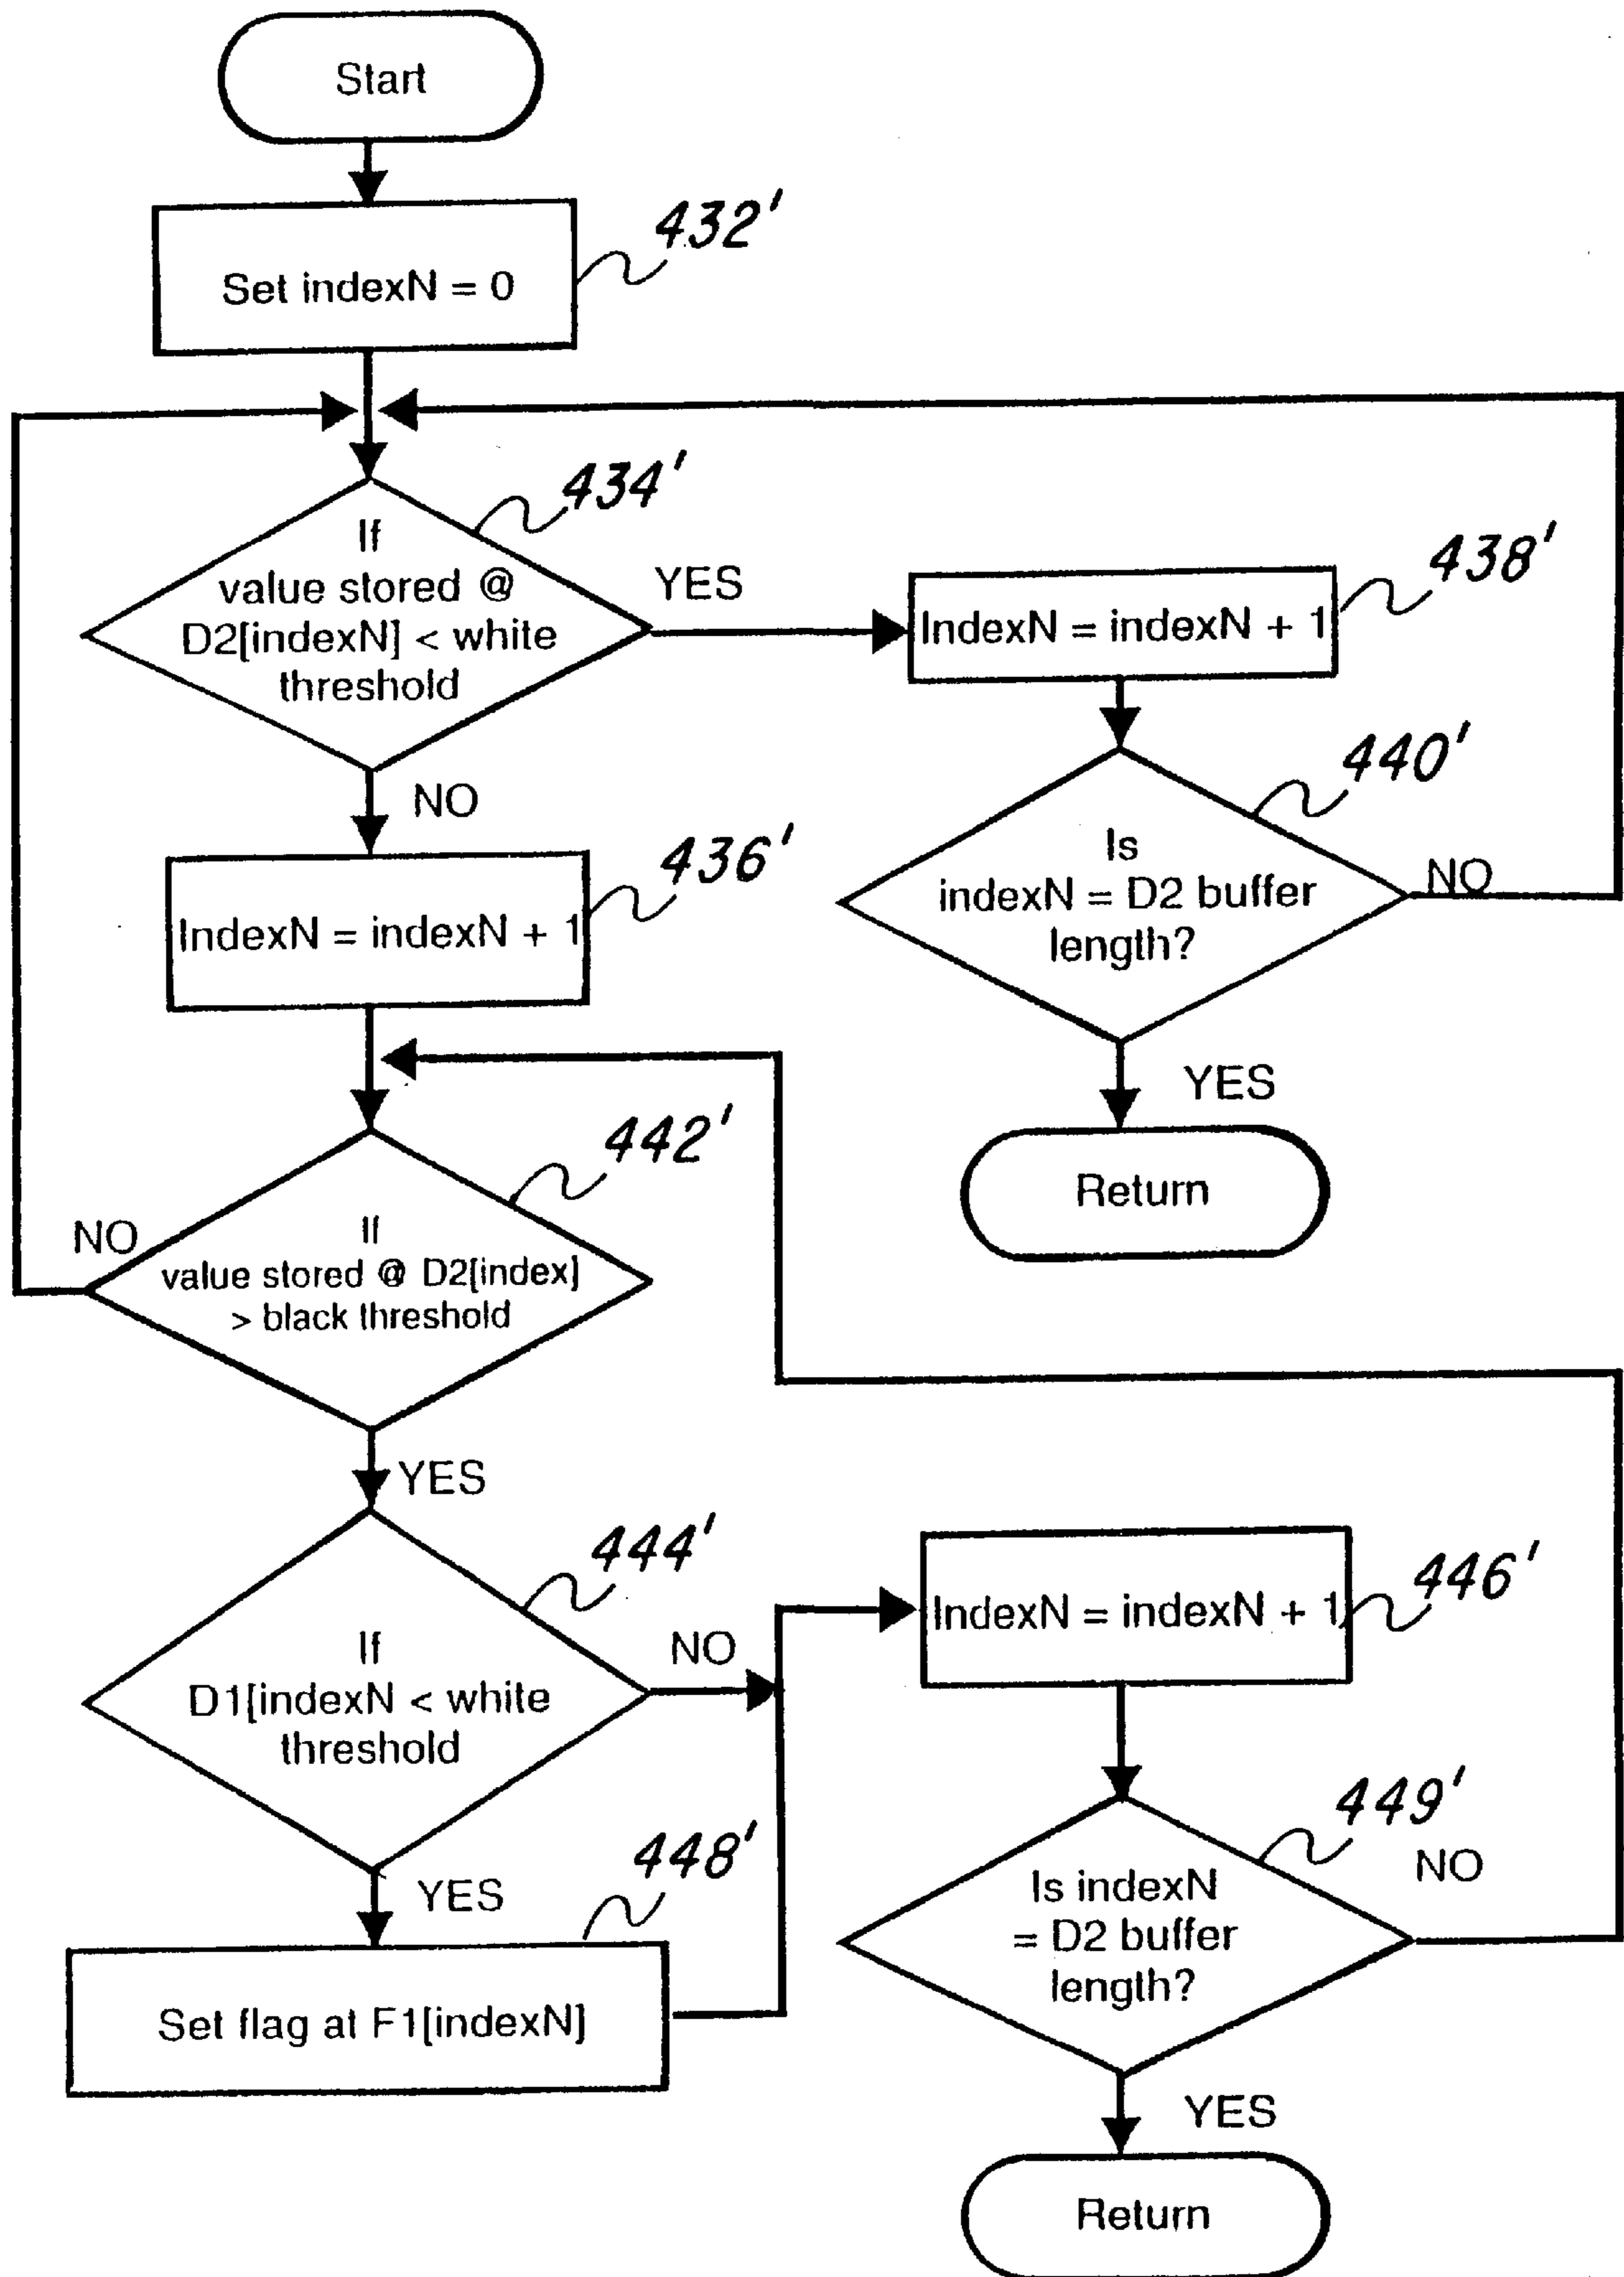 Start
432'
Set indexN = 0
434'
If
value stored @
D2[indexN] < white
threshold
YES
438'
IndexN = indexN + 1
440'
Is
indexN = D2 buffer
length?
NO
YES
Return
NO
436'
IndexN = indexN + 1
442'
If
value stored @ D2[index]
> black threshold
NO
YES
444'
If
D1[indexN < white
threshold
NO
446'
IndexN = indexN + 1
YES
448'
Set flag at F1[indexN]
449'
Is indexN
= D2 buffer
length?
NO
YES
Return